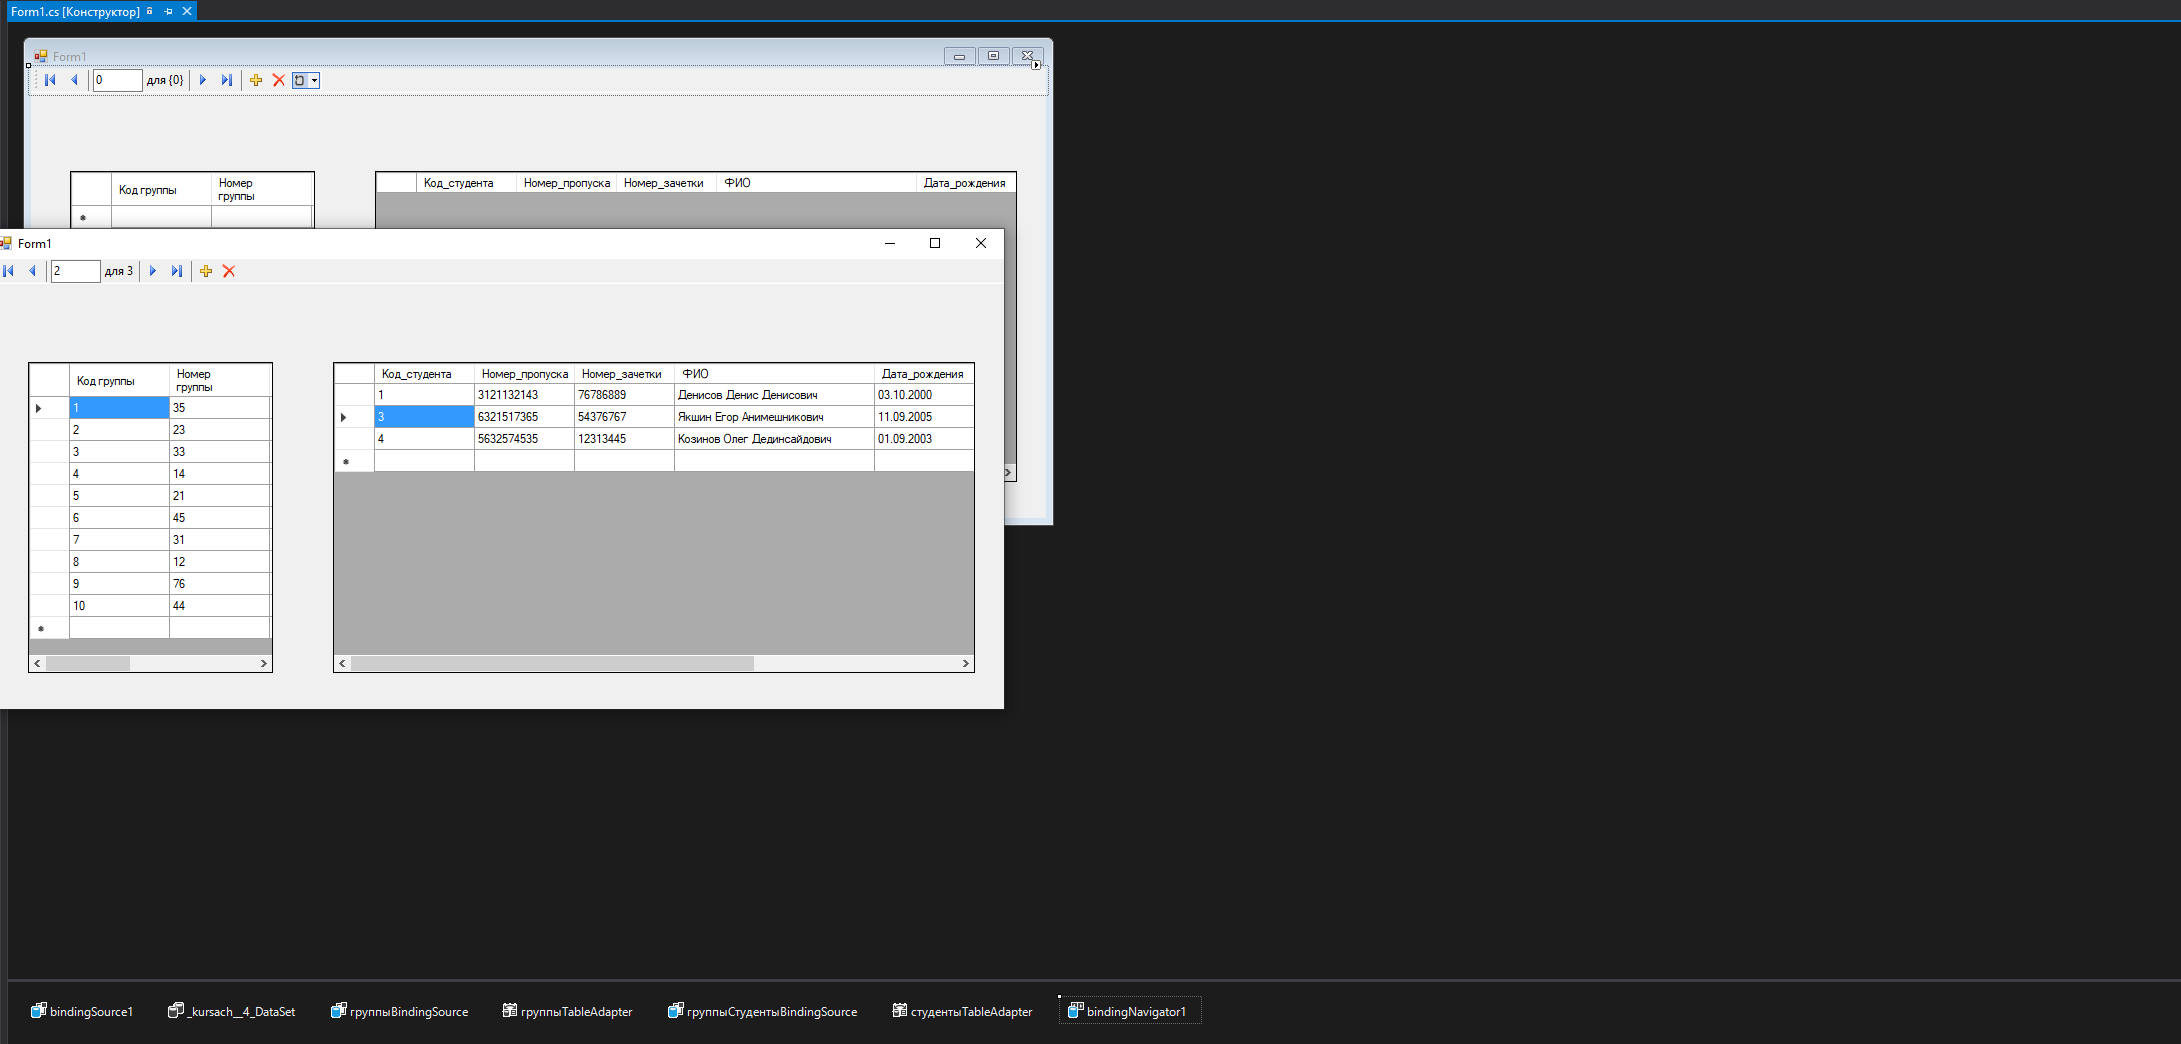 Form1.cs [Конструктор]
Form1
0 для {0}
Код группы Номер группы
Код_студента Номер_пропуска Номер_зачетки ФИО Дата_рождения
Form1
2 для 3
Код группы Номер группы
1 35
2 23
3 33
4 14
5 21
6 45
7 31
8 12
9 76
10 44
Код_студента Номер_пропуска Номер_зачетки ФИО Дата_рождения
1 3121132143 76786889 Денисов Денис Денисович 03.10.2000
3 6321517365 54376767 Якшин Егор Анимешникович 11.09.2005
4 5632574535 12313445 Козинов Олег Дединсайдович 01.09.2003
bindingSource1 _kursach__4_DataSet группыBindingSource группыTableAdapter группыСтудентыBindingSource студентыTableAdapter bindingNavigator1